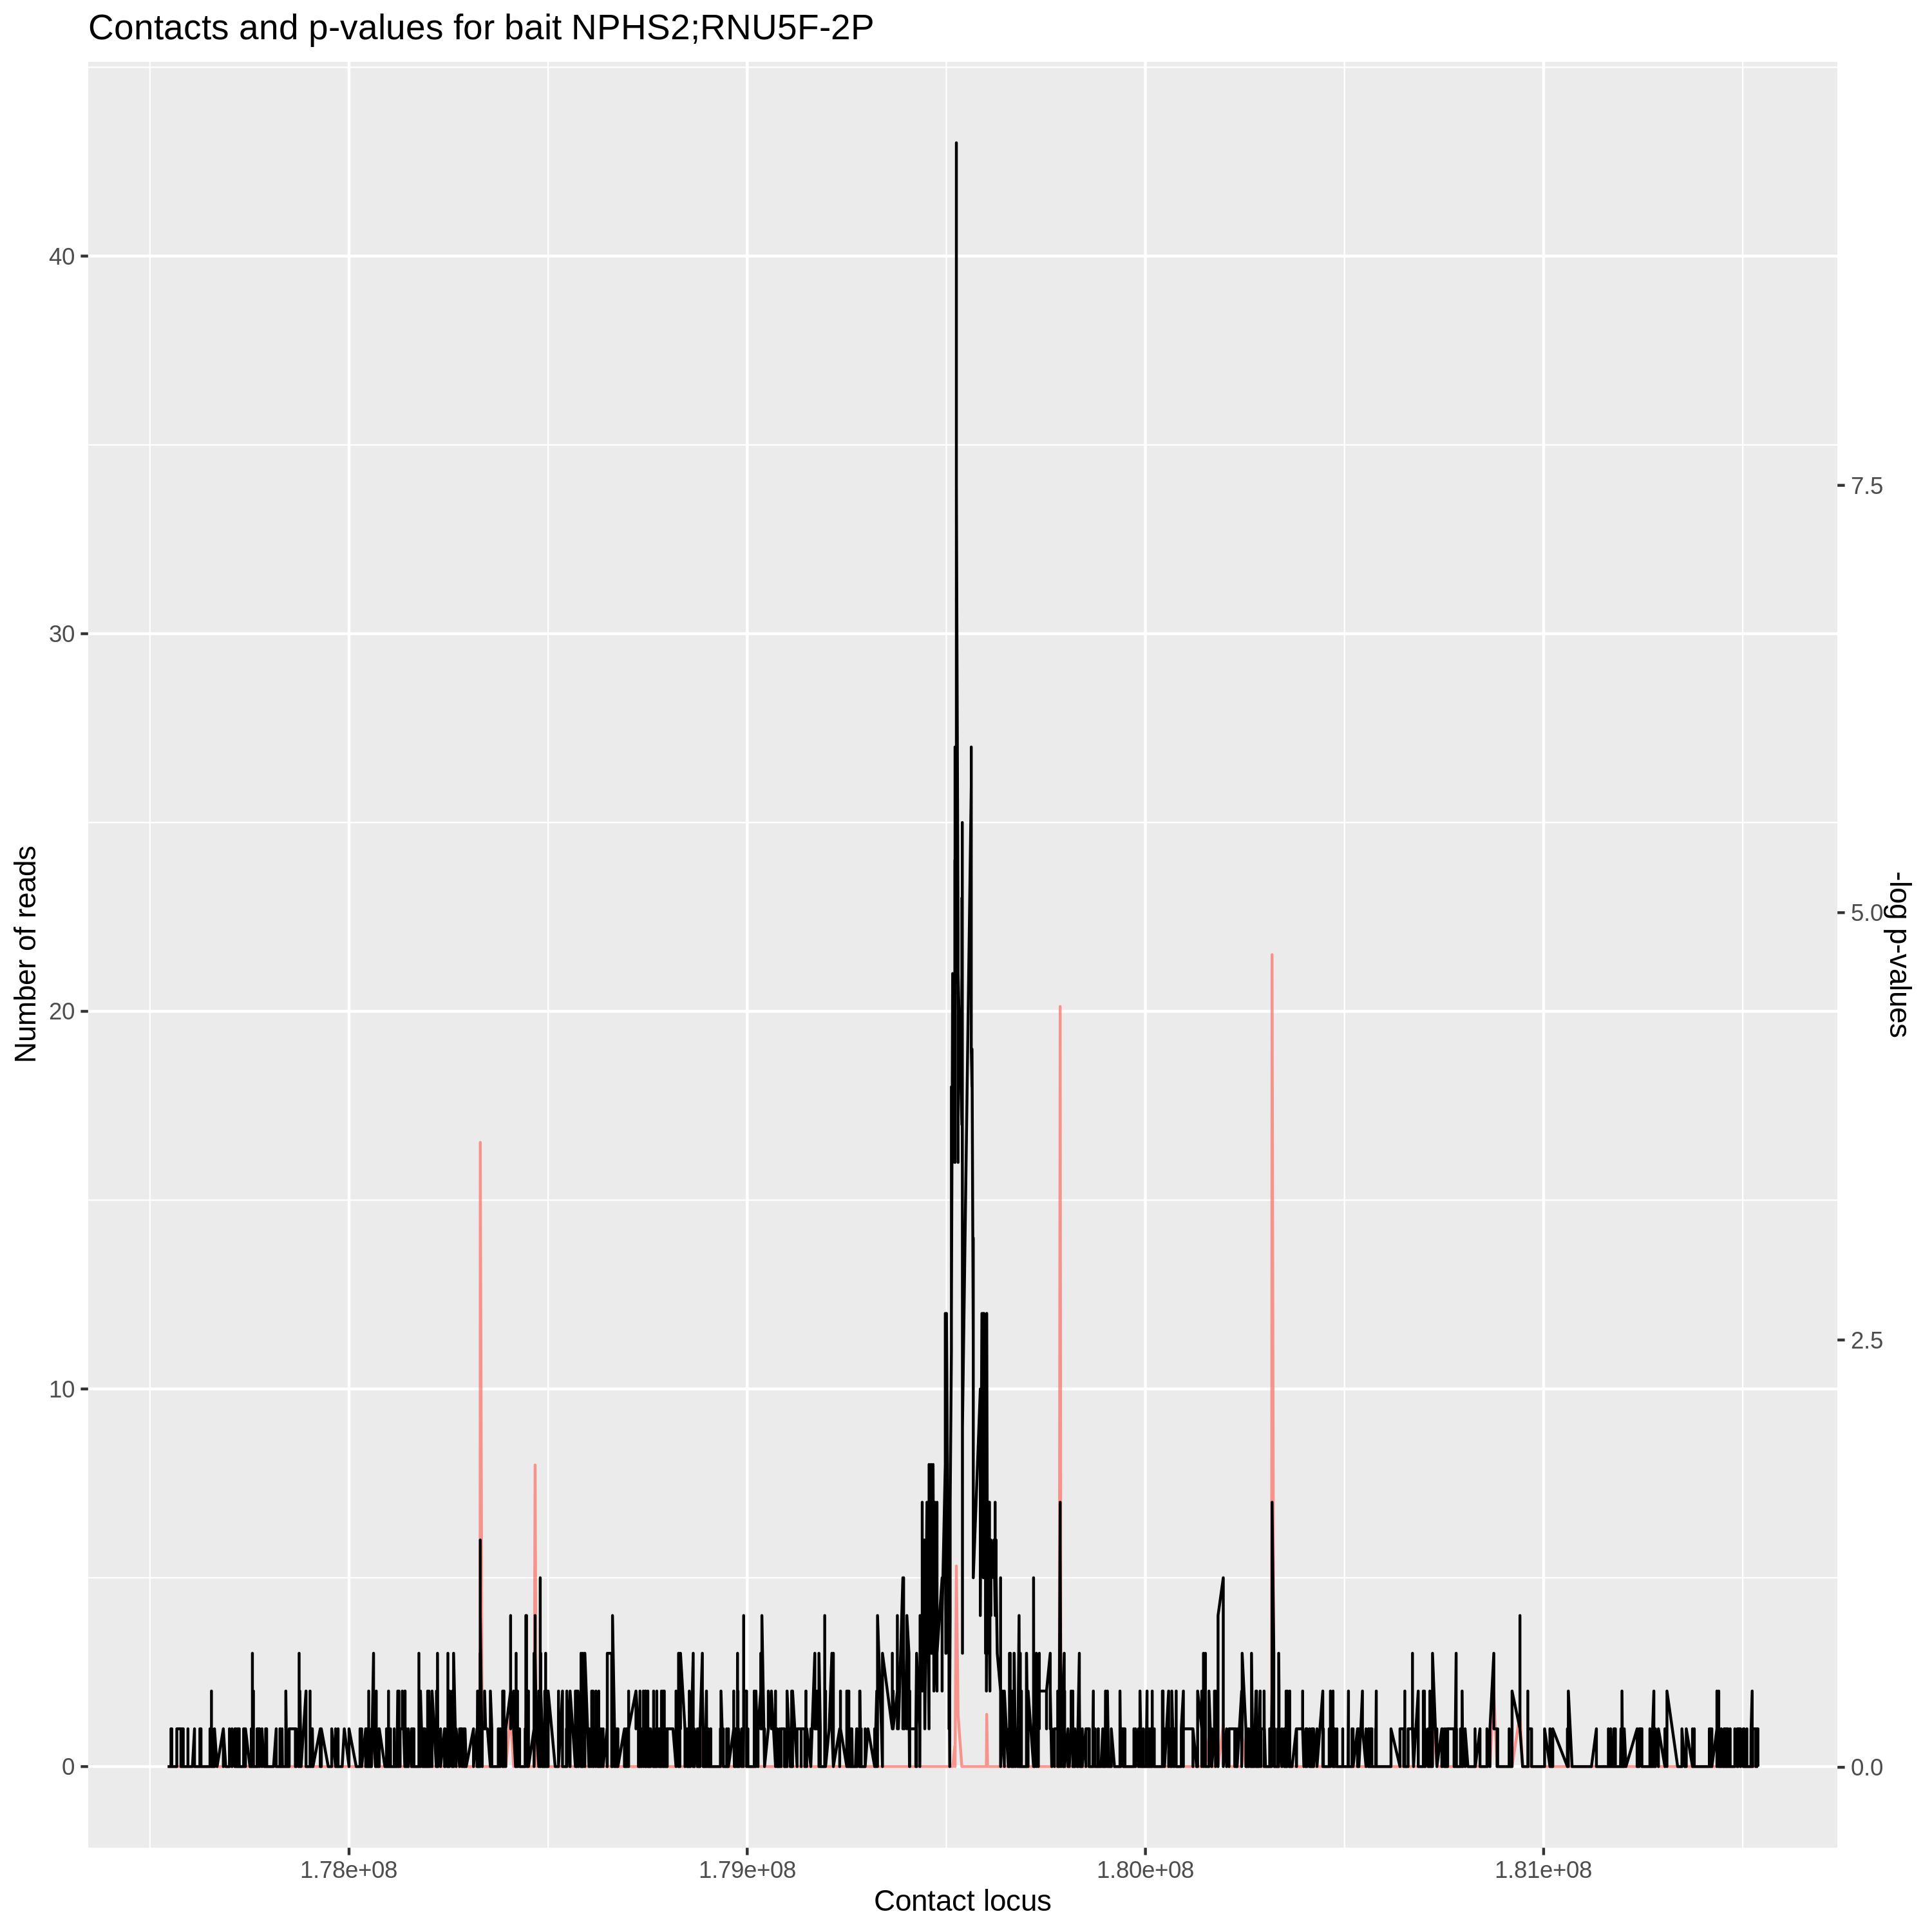 Contacts and p-values for bait NPHS2;RNU5F-2P
40
30
20
10
0
Number of reads
7.5
5.0
2.5
0.0
-log p-values
1.78e+08
1.79e+08
1.80e+08
1.81e+08
Contact locus